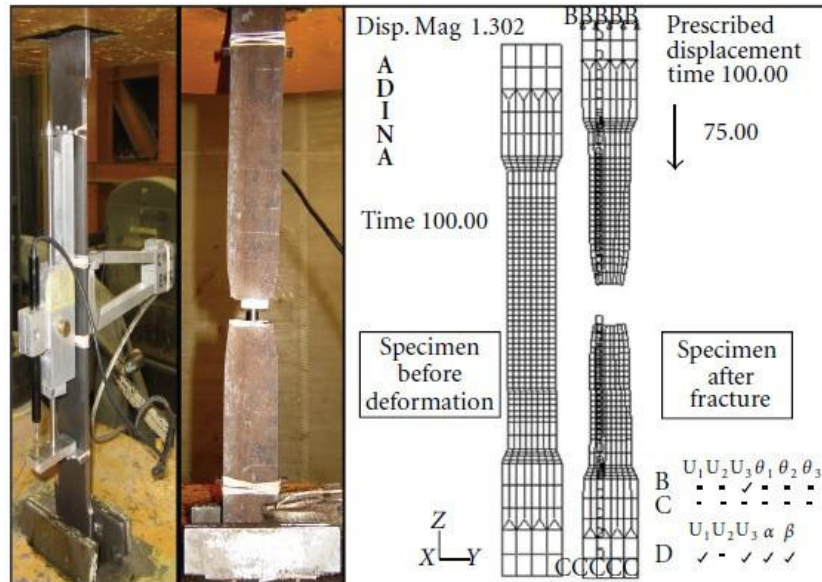 Disp. Mag 1.302
A
D
I
N
A
Time 100.00
BBBBB
Prescribed
displacement
time 100.00
75.00
Specimen
before
deformation
Specimen
after
fracture
U1 U2 U3 θ1 θ2 θ3
B - - ✓ - - -
C - - - - - -
U1 U2 U3 α β
D ✓ - ✓ ✓ ✓
Z
X Y
CCCCC